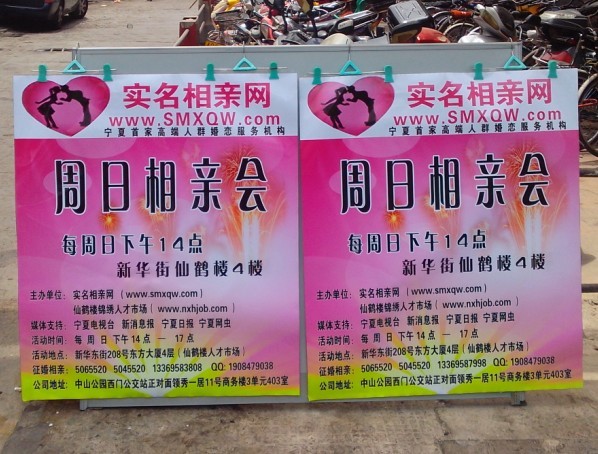 实名相亲网
www.SMXQW.com
宁夏首家高端人群婚恋服务机构
周日相亲会
每周日下午14点
新华街仙鹤楼4楼
主办单位：实名相亲网（www.smxqw.com）
仙鹤楼锦绣人才市场（www.nxhjob.com）
媒体支持：宁夏电视台 新消息报 宁夏日报 宁夏网虫
活动时间：每 周 日 下午14点 — 17点
活动地点：新华东街208号东方大厦4层（仙鹤楼人才市场）
征婚相亲：5065520 5045520 13369583808 QQ:1908479038
公司地址：中山公园西门公交站正对面领秀一居11号商务楼3单元403室
实名相亲网
www.SMXQW.com
宁夏首家高端人群婚恋服务机构
周日相亲会
每周日下午14点
新华街仙鹤楼4楼
主办单位：实名相亲网（www.smxqw.com）
仙鹤楼锦绣人才市场（www.nxhjob.com）
媒体支持：宁夏电视台 新消息报 宁夏日报 宁夏网虫
活动时间：每 周 日 下午14点 — 17点
活动地点：新华东街208号东方大厦4层（仙鹤楼人才市场）
征婚相亲：5065520 5045520 13369587998 QQ:1908479038
公司地址：中山公园西门公交站正对面领秀一居11号商务楼3单元403室